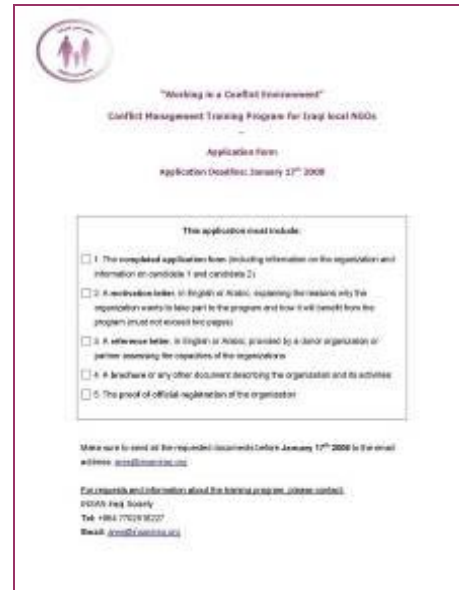 "Working in a Conflict Environment"
Conflict Management Training Program for Iraqi local NGOs
–
Application Form
Application Deadline: January 17th 2008
This application must include:
1. The completed application form (including information on the organization and
information on candidate 1 and candidate 2)
2. A motivation letter, in English or Arabic, explaining the reasons why the
organization wants to take part to the program and how it will benefit from the
program (must not exceed two pages)
3. A reference letter, in English or Arabic, provided by a donor organization or
partner assessing the capacities of the organizations
4. A brochure or any other document describing the organization and its activities
5. The proof of official registration of the organization
Make sure to send all the requested documents before January 17th 2008 to the email
address:
For requests and information about the training program, please contact:
Iraqi Society
Tel: +964
Email: